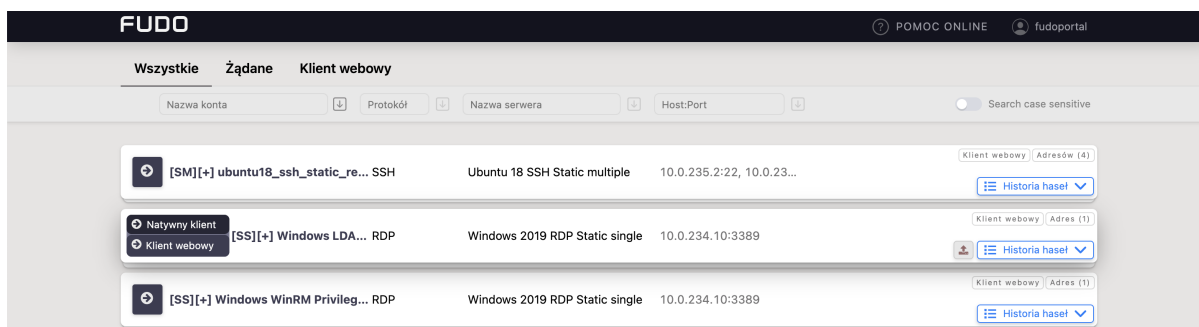 FUDO
POMOC ONLINE fudoportal
Wszystkie Żądane Klient webowy
Nazwa konta Protokół Nazwa serwera Host:Port Search case sensitive
Klient webowy Adresów (4)
[SM][+] ubuntu18_ssh_static_re... SSH Ubuntu 18 SSH Static multiple 10.0.235.2:22, 10.0.23...
Historia haseł
Klient webowy Adres (1)
Natywny klient
Klient webowy
[SS][+] Windows LDA... RDP Windows 2019 RDP Static single 10.0.234.10:3389
Historia haseł
Klient webowy Adres (1)
[SS][+] Windows WinRM Privileg... RDP Windows 2019 RDP Static single 10.0.234.10:3389
Historia haseł